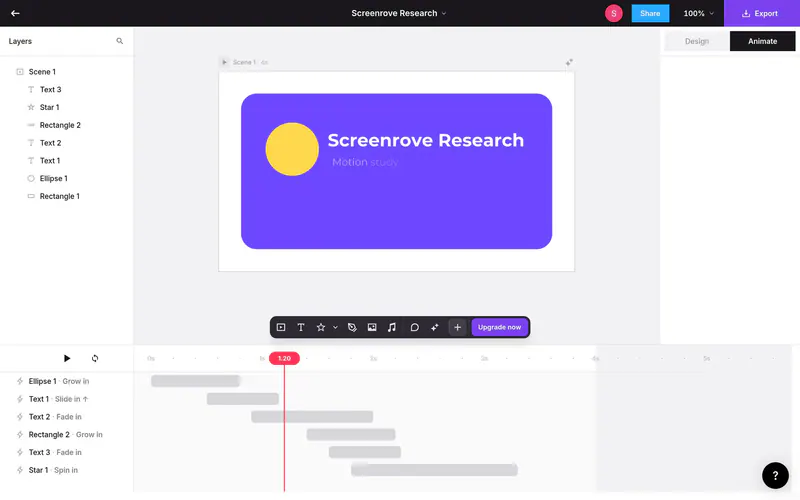 Screenrove Research
S
Share
100%
Export
Layers
Design
Animate
Scene 1
Text 3
Star 1
Rectangle 2
Text 2
Text 1
Ellipse 1
Rectangle 1
Scene 1 4s
Screenrove Research
Motion study
Upgrade now
0s
1s
1.20
2s
4s
5s
Ellipse 1 · Grow in
Text 1 · Slide in ↑
Text 2 · Fade in
Rectangle 2 · Grow in
Text 3 · Fade in
Star 1 · Spin in
?